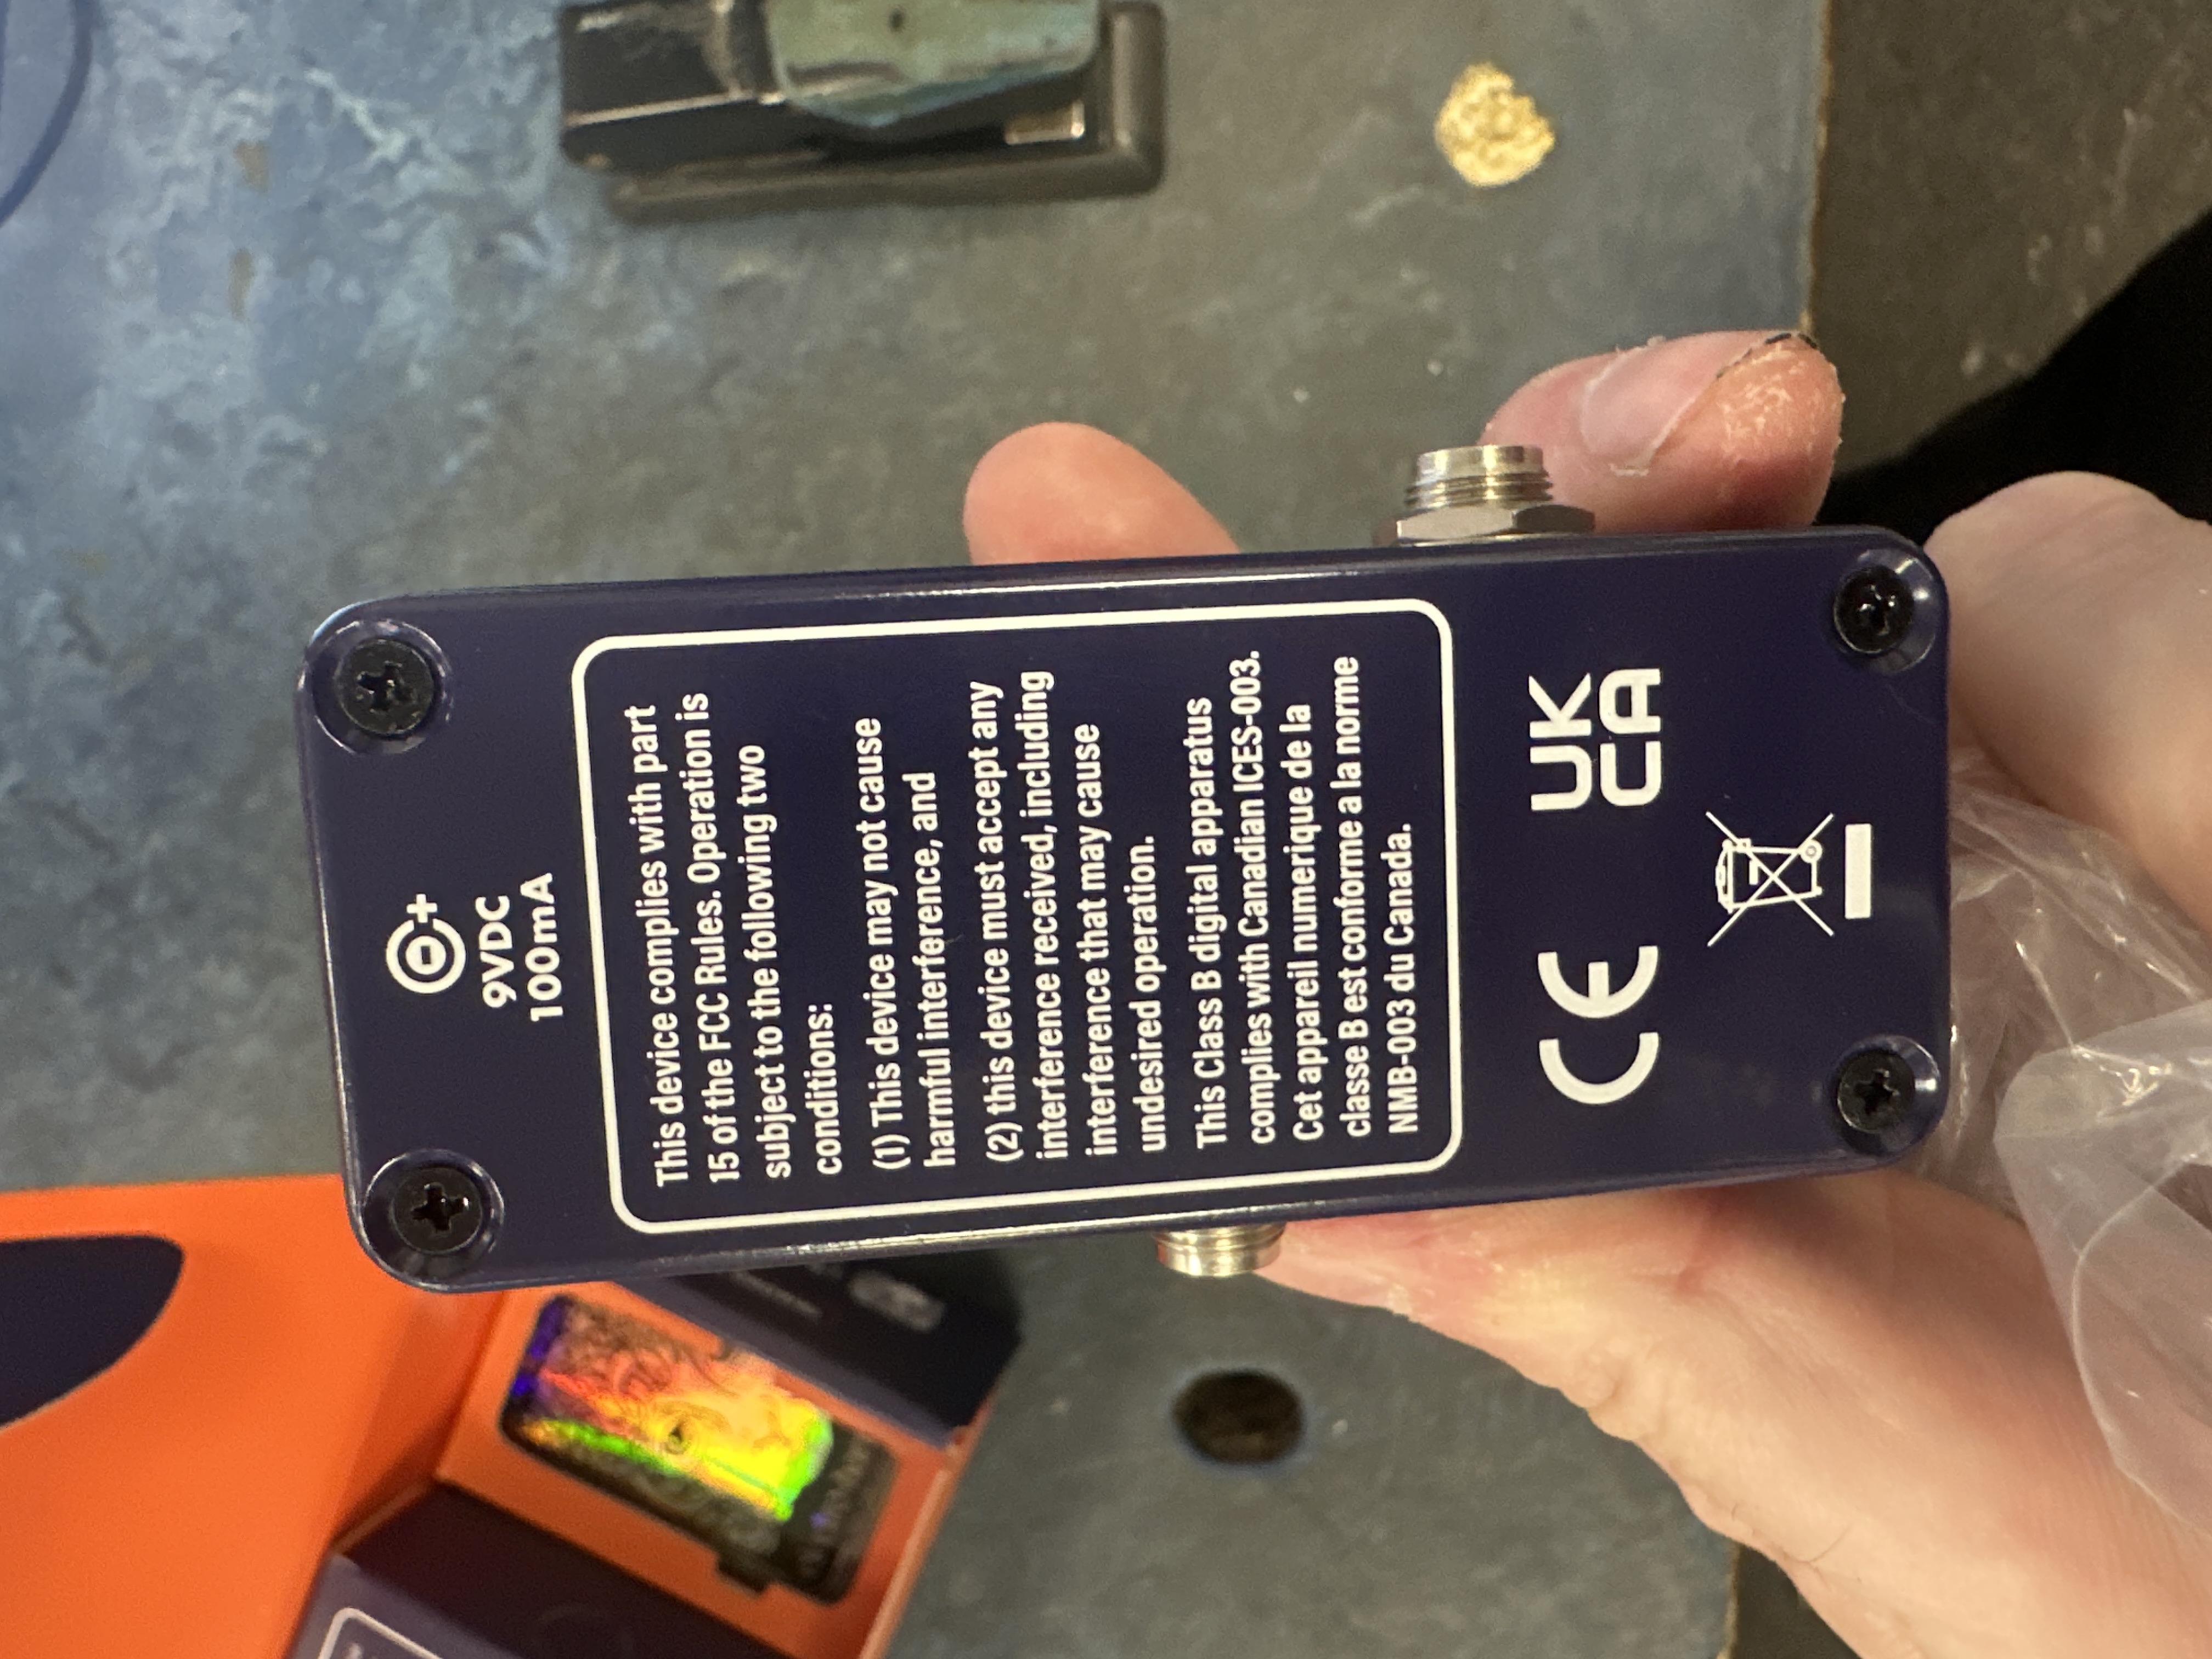 9VDC
100mA
This device complies with part
15 of the FCC Rules. Operation is
subject to the following two
conditions:
(1) This device may not cause
harmful interference, and
(2) this device must accept any
interference received, including
interference that may cause
undesired operation.
This Class B digital apparatus
complies with Canadian ICES-003.
Cet appareil numerique de la
classe B est conforme a la norme
NMB-003 du Canada.
CE
UK
CA